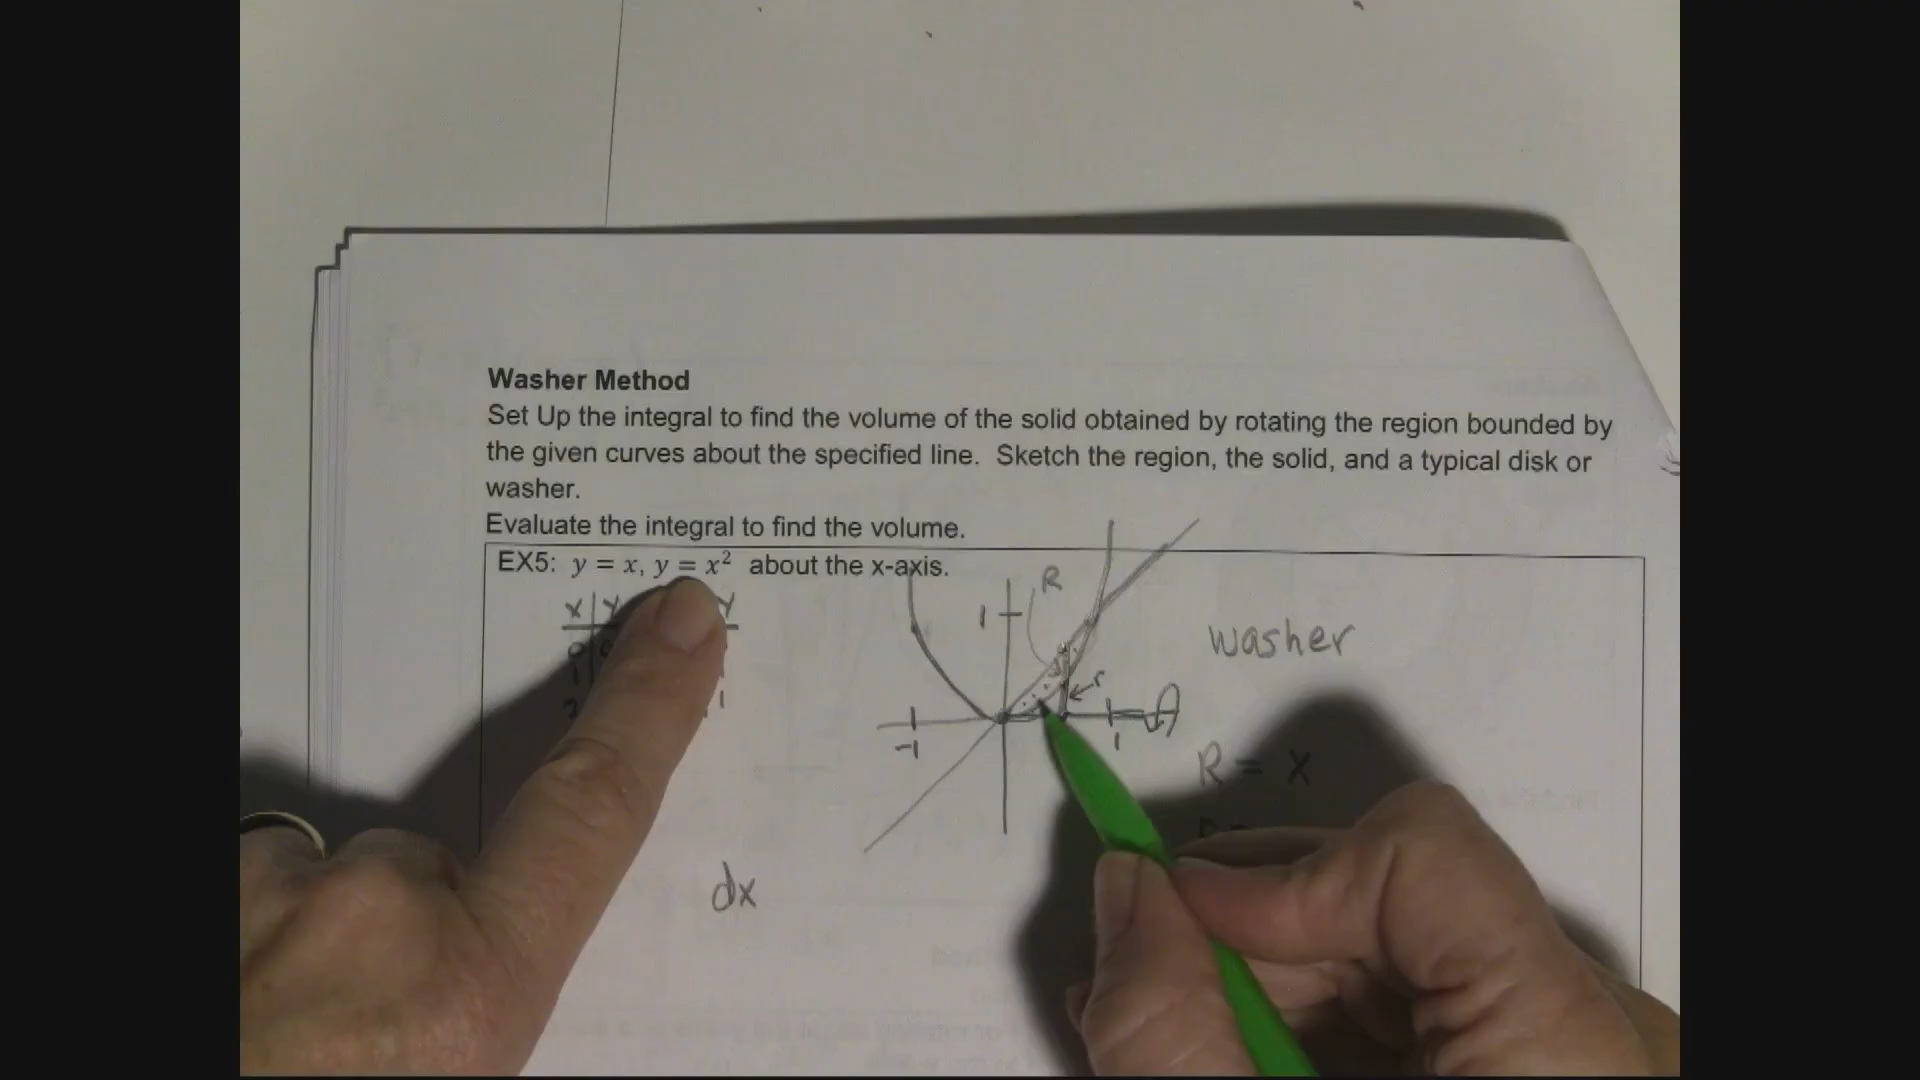 Washer Method
Set Up the integral to find the volume of the solid obtained by rotating the region bounded by
the given curves about the specified line. Sketch the region, the solid, and a typical disk or
washer.
Evaluate the integral to find the volume.
EX5: y = x, y = x² about the x-axis.
x y y
R
1
washer
r
-1 1
R = x
dx